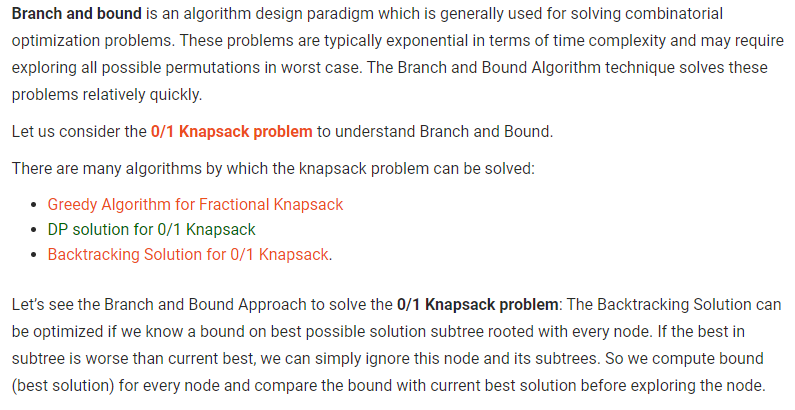 Branch and bound is an algorithm design paradigm which is generally used for solving combinatorial
optimization problems. These problems are typically exponential in terms of time complexity and may require
exploring all possible permutations in worst case. The Branch and Bound Algorithm technique solves these
problems relatively quickly.
Let us consider the 0/1 Knapsack problem to understand Branch and Bound.
There are many algorithms by which the knapsack problem can be solved:
• Greedy Algorithm for Fractional Knapsack
• DP solution for 0/1 Knapsack
• Backtracking Solution for 0/1 Knapsack.
Let’s see the Branch and Bound Approach to solve the 0/1 Knapsack problem: The Backtracking Solution can
be optimized if we know a bound on best possible solution subtree rooted with every node. If the best in
subtree is worse than current best, we can simply ignore this node and its subtrees. So we compute bound
(best solution) for every node and compare the bound with current best solution before exploring the node.